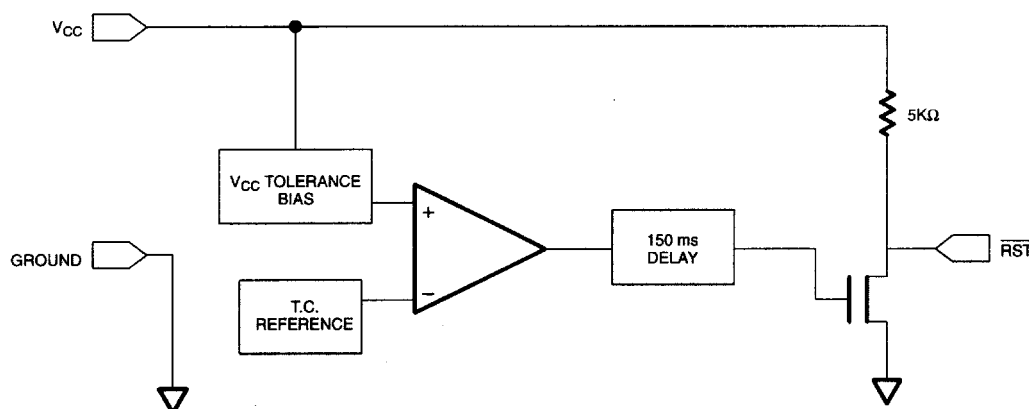 VCC
5KΩ
VCC TOLERANCE
BIAS
+
150 ms
DELAY
RST
GROUND
−
T.C.
REFERENCE